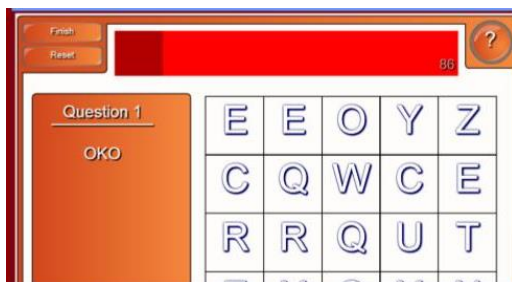 Finish
Reset
86
?
Question 1
OKO
E E O Y Z
C Q W C E
R R Q U T